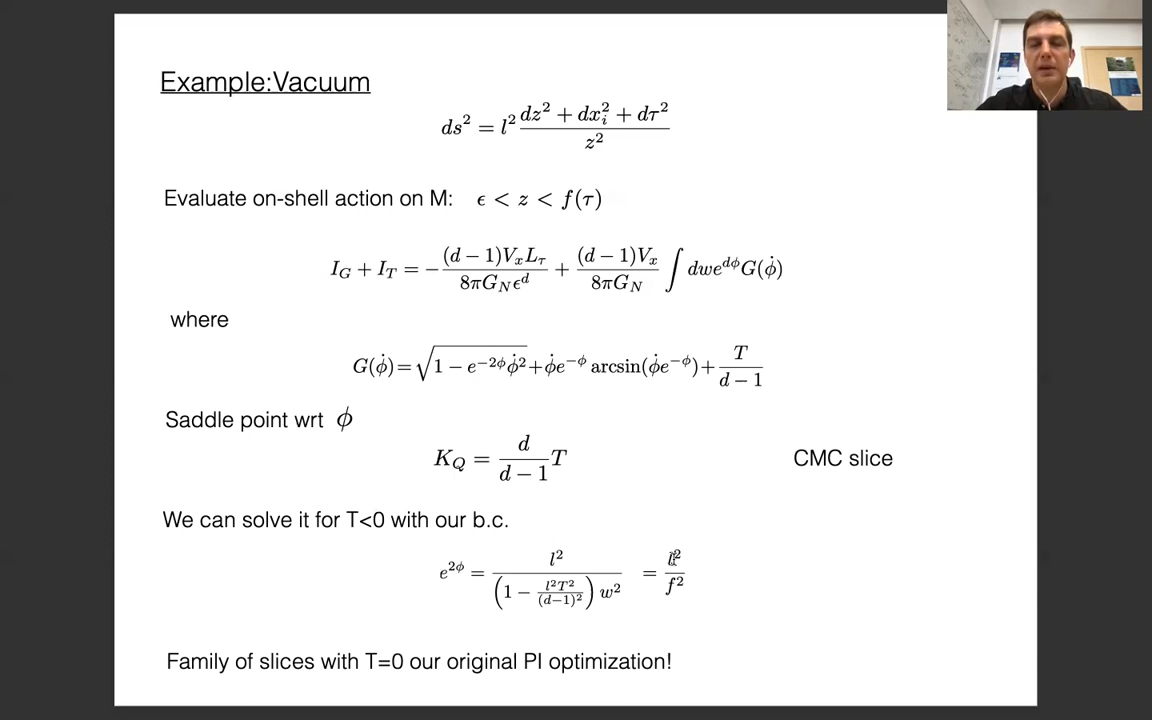 Example:Vacuum
ds² = l² (dz² + dx_i² + dτ²) / z²
Evaluate on-shell action on M: ϵ < z < f(τ)
I_G + I_T = − (d − 1)V_x L_τ / 8πG_N ϵ^d + (d − 1)V_x / 8πG_N ∫ dwe^{dϕ}G(ϕ̇)
where
G(ϕ̇) = √(1 − e^{−2ϕ}ϕ̇²) + ϕ̇e^{−ϕ} arcsin(ϕ̇e^{−ϕ}) + T / (d − 1)
Saddle point wrt ϕ
K_Q = d / (d − 1) T CMC slice
We can solve it for T<0 with our b.c.
e^{2ϕ} = l² / ((1 − l²T² / (d−1)²) w²) = l² / f²
Family of slices with T=0 our original PI optimization!